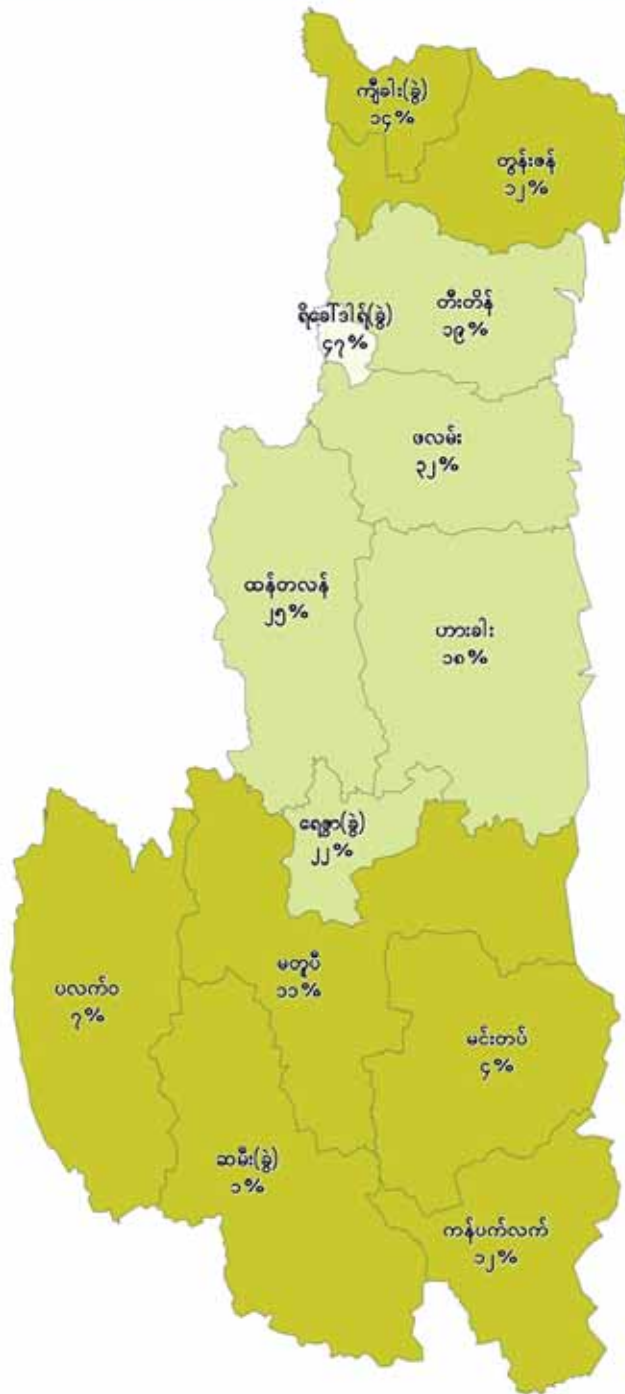 ကျီခါး(ခွဲ)
၁၄%
တွန်းဇန်
၁၂%
တီးတိန်
၁၉%
ရိခေါ်ဒါရ်(ခွဲ)
၄၇%
ဖလမ်း
၃၂%
ထန်တလန်
၂၅%
ဟားခါး
၁၈%
ရေဇွာ(ခွဲ)
၂၂%
မတူပီ
၁၁%
ပလက်ဝ
၇%
မင်းတပ်
၄%
ဆမီး(ခွဲ)
၁%
ကန်ပက်လက်
၁၂%